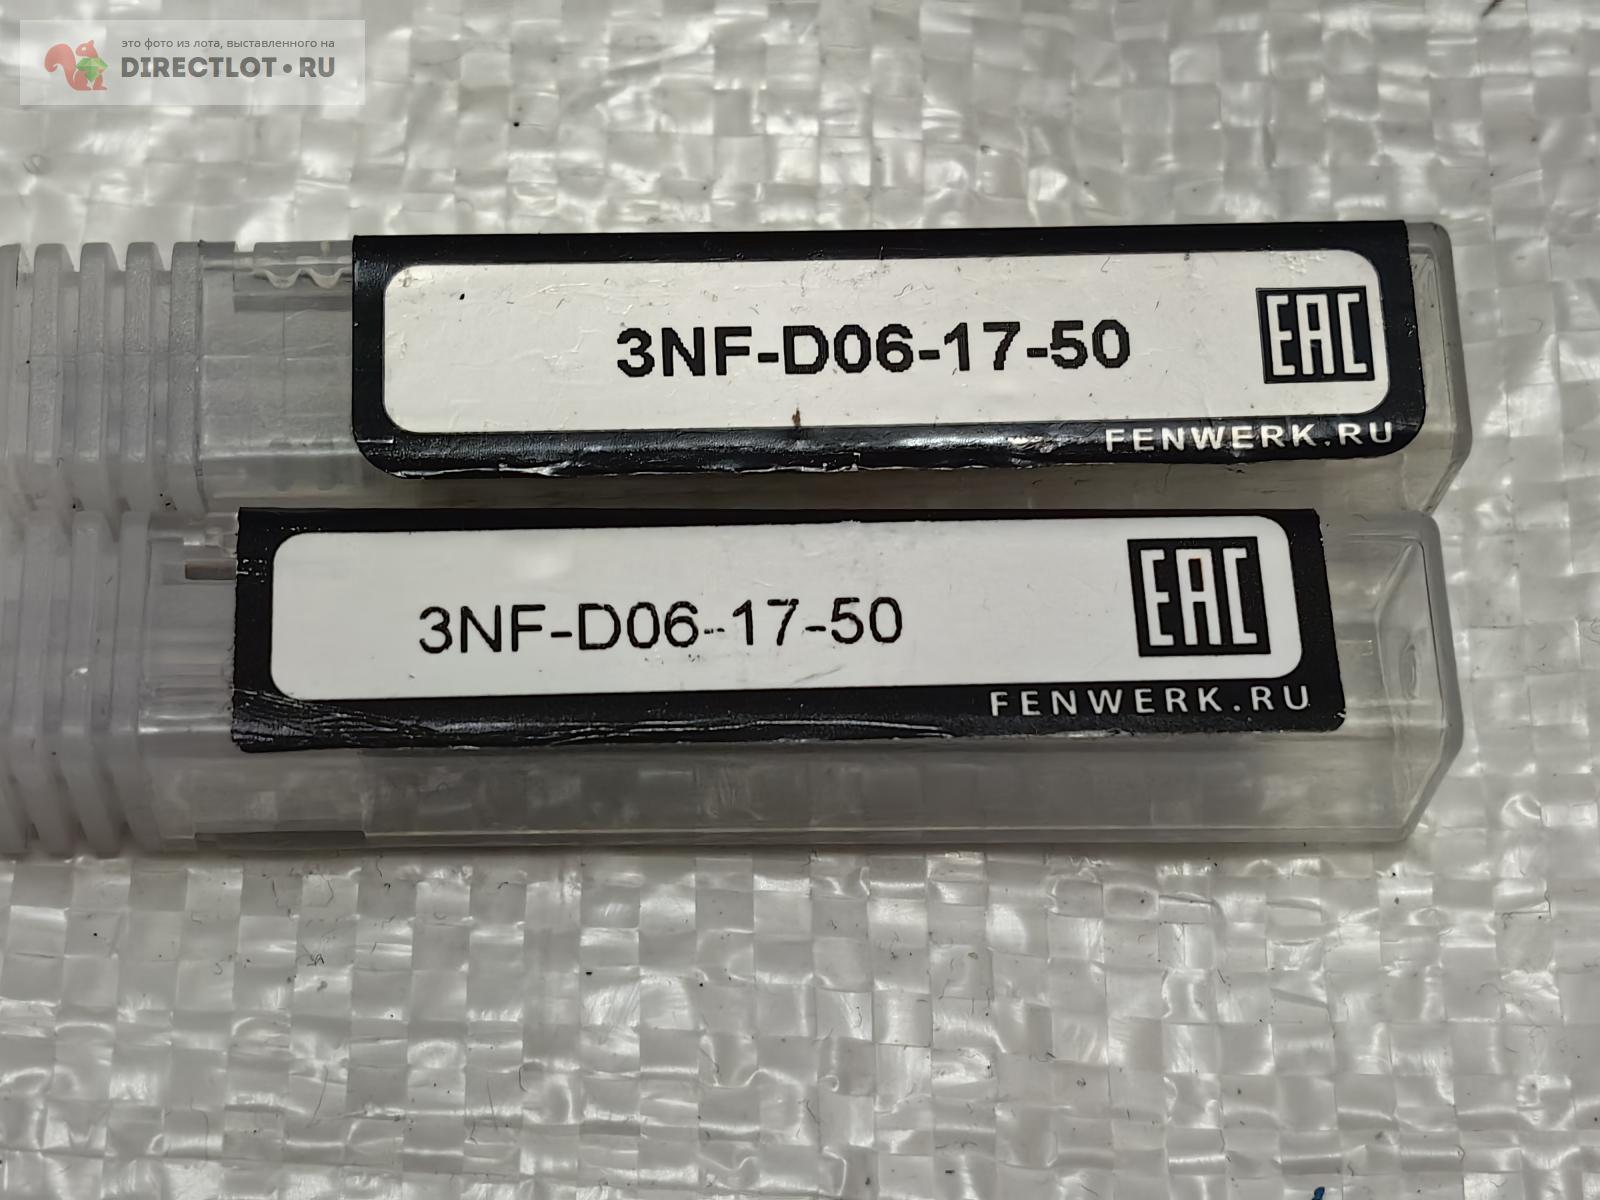 это фото из лота, выставленного на
DIRECTLOT•RU
3NF-D06-17-50
EAC
FENWERK.RU
3NF-D06-17-50
EAC
FENWERK.RU